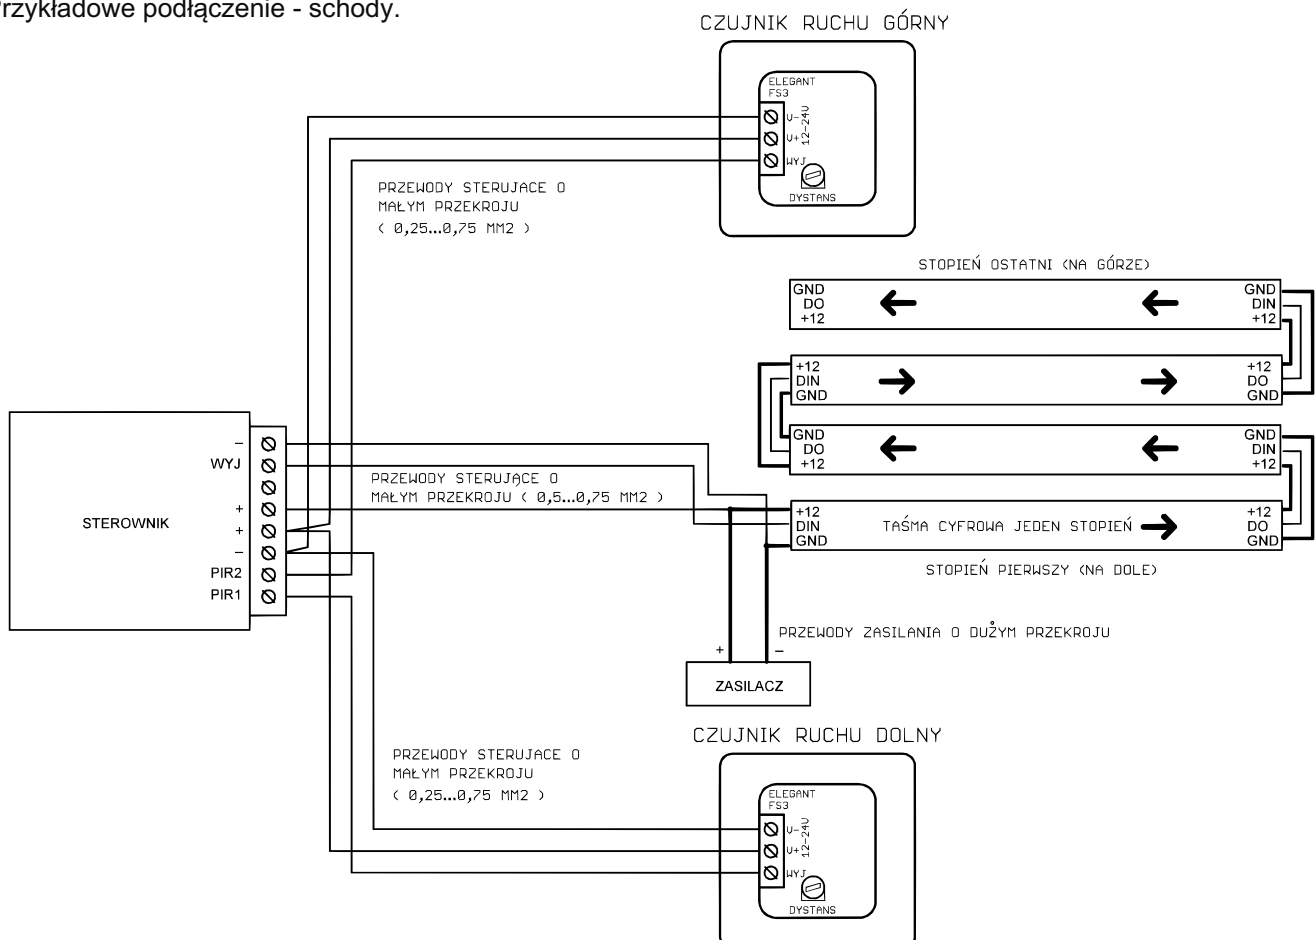 Przykładowe podłączenie - schody.
CZUJNIK RUCHU GÓRNY
ELEGANT
FS3
V-
V+
12-24V
WYJ
DYSTANS
PRZEWODY STERUJACE O
MAŁYM PRZEKROJU
( 0,25...0,75 MM2 )
STOPIEŃ OSTATNI (NA GÓRZE)
GND
DO
+12
GND
DIN
+12
+12
DIN
GND
+12
DO
GND
GND
DO
+12
GND
DIN
+12
+12
DIN
GND
TAŚMA CYFROWA JEDEN STOPIEŃ
+12
DO
GND
STOPIEŃ PIERWSZY (NA DOLE)
STEROWNIK
-
WYJ
+
+
-
PIR2
PIR1
PRZEWODY STERUJĄCE O
MAŁYM PRZEKROJU ( 0,5...0,75 MM2 )
PRZEWODY ZASILANIA O DUŻYM PRZEKROJU
+
-
ZASILACZ
CZUJNIK RUCHU DOLNY
PRZEWODY STERUJACE O
MAŁYM PRZEKROJU
( 0,25...0,75 MM2 )
ELEGANT
FS3
V-
V+
12-24V
WYJ
DYSTANS